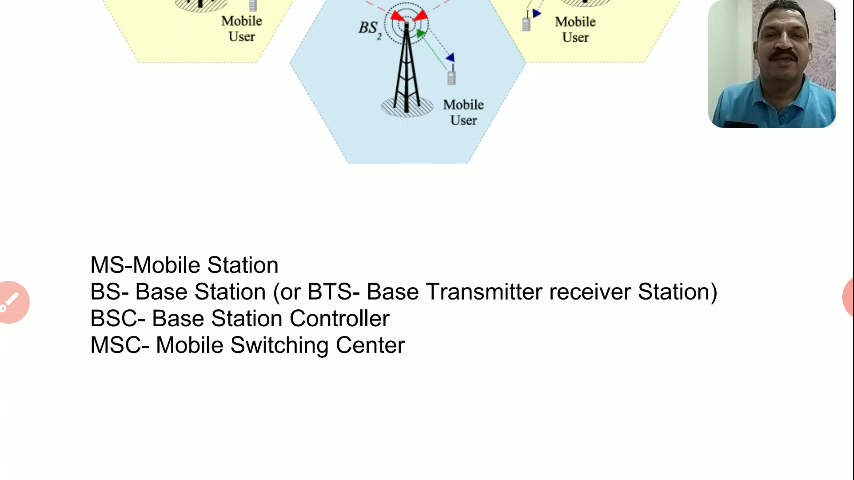 Mobile
User
BS2
Mobile
User
Mobile
User
MS-Mobile Station
BS- Base Station (or BTS- Base Transmitter receiver Station)
BSC- Base Station Controller
MSC- Mobile Switching Center